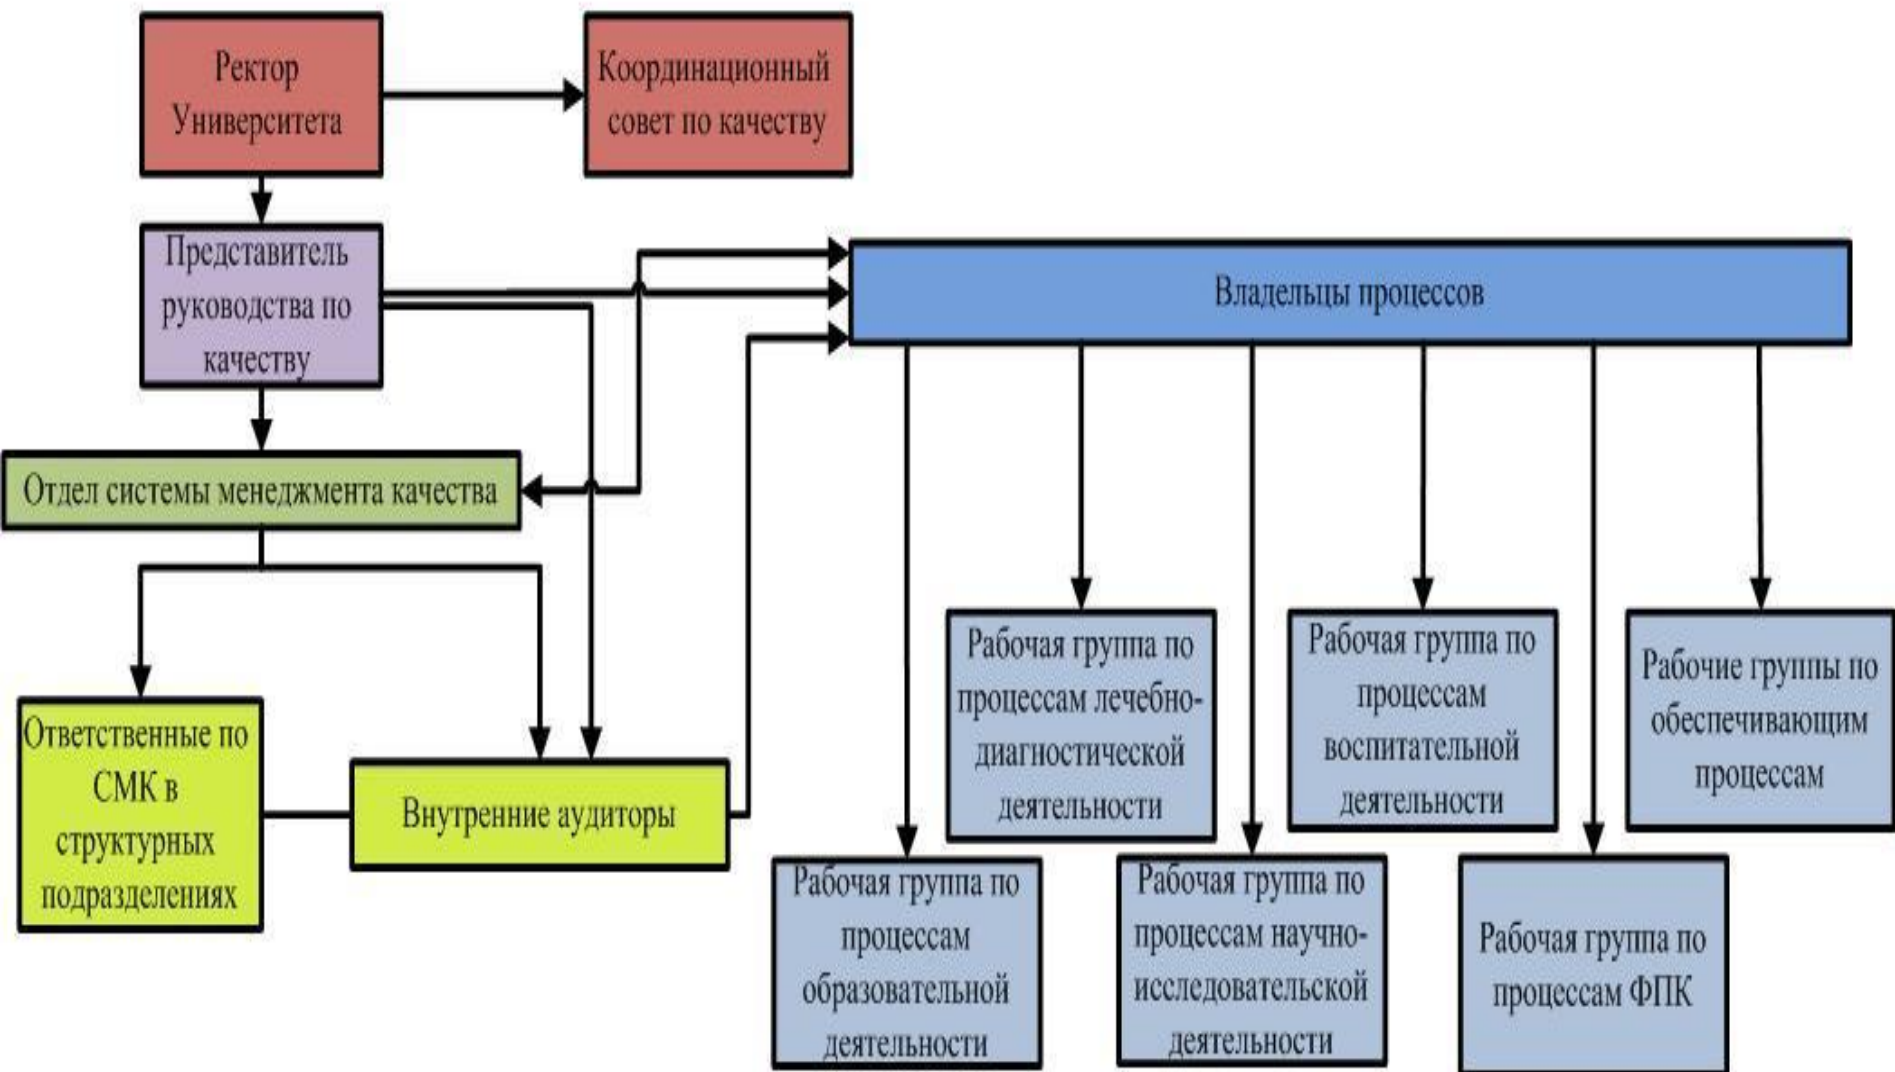 Ректор
Университета
Координационный
совет по качеству
Представитель
руководства по
качеству
Владельцы процессов
Отдел системы менеджмента качества
Ответственные по
СМК в
структурных
подразделениях
Внутренние аудиторы
Рабочая группа по
процессам лечебно-
диагностической
деятельности
Рабочая группа по
процессам
воспитательной
деятельности
Рабочие группы по
обеспечивающим
процессам
Рабочая группа по
процессам
образовательной
деятельности
Рабочая группа по
процессам научно-
исследовательской
деятельности
Рабочая группа по
процессам ФПК